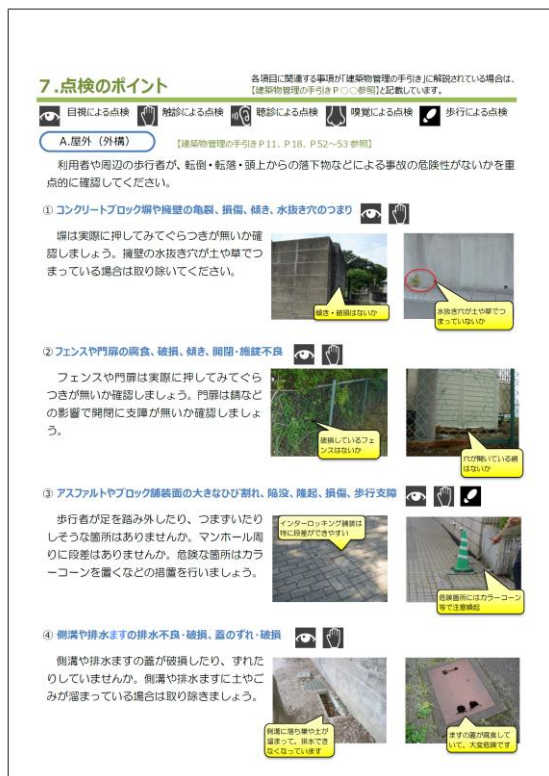 7.点検のポイント
各項目に関連する事項が「建築物管理の手引き」に解説されている場合は、
【建築物管理の手引きP○○参照】と記載しています。
目視による点検 触診による点検 聴診による点検 嗅覚による点検 歩行による点検
A.屋外(外構)
【建築物管理の手引きP11、P18、P52~53参照】
利用者や周辺の歩行者が、転倒・転落・頭上からの落下物などによる事故の危険性がないかを重
点的に確認してください。
① コンクリートブロック塀や擁壁の亀裂、損傷、傾き、水抜き穴のつまり
塀は実際に押してみてぐらつきが無いか確
認しましょう。擁壁の水抜き穴が土や草でつ
まっている場合は取り除いてください。
傾き・破損はないか
水抜き穴が土や草でつ
まっていないか
② フェンスや門扉の腐食、破損、傾き、開閉・施錠不良
フェンスや門扉は実際に押してみてぐら
つきが無いか確認しましょう。門扉は錆など
の影響で開閉に支障が無いか確認しましょ
う。
破損しているフェ
ンスはないか
穴が開いている網
はないか
③ アスファルトやブロック舗装面の大きなひび割れ、陥没、隆起、損傷、歩行支障
歩行者が足を踏み外したり、つまずいたり
しそうな箇所はありませんか。マンホール周
りに段差はありませんか。危険な箇所はカラ
ーコーンを置くなどの措置を行いましょう。
インターロッキング舗装は
特に段差ができやすい
危険箇所にはカラーコーン
等で注意喚起
④ 側溝や排水ますの排水不良・破損、蓋のずれ・破損
側溝や排水ますの蓋が破損したり、ずれた
りしていませんか。側溝や排水ますに土やご
みが溜まっている場合は取り除きましょう。
側溝に落ち葉や土が
溜まって、排水でき
なくなっています
ますの蓋が腐食して
いて、大変危険です